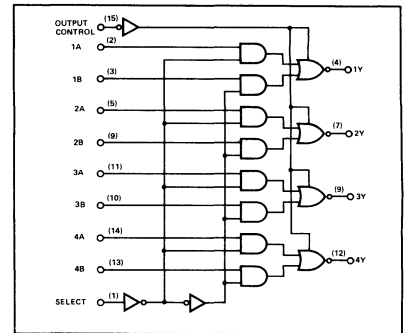 OUTPUT
CONTROL (15)
1A (2)
(4) 1Y
1B (3)
2A (5)
(7) 2Y
2B (9)
3A (11)
(9) 3Y
3B (10)
4A (14)
(12) 4Y
4B (13)
SELECT (1)